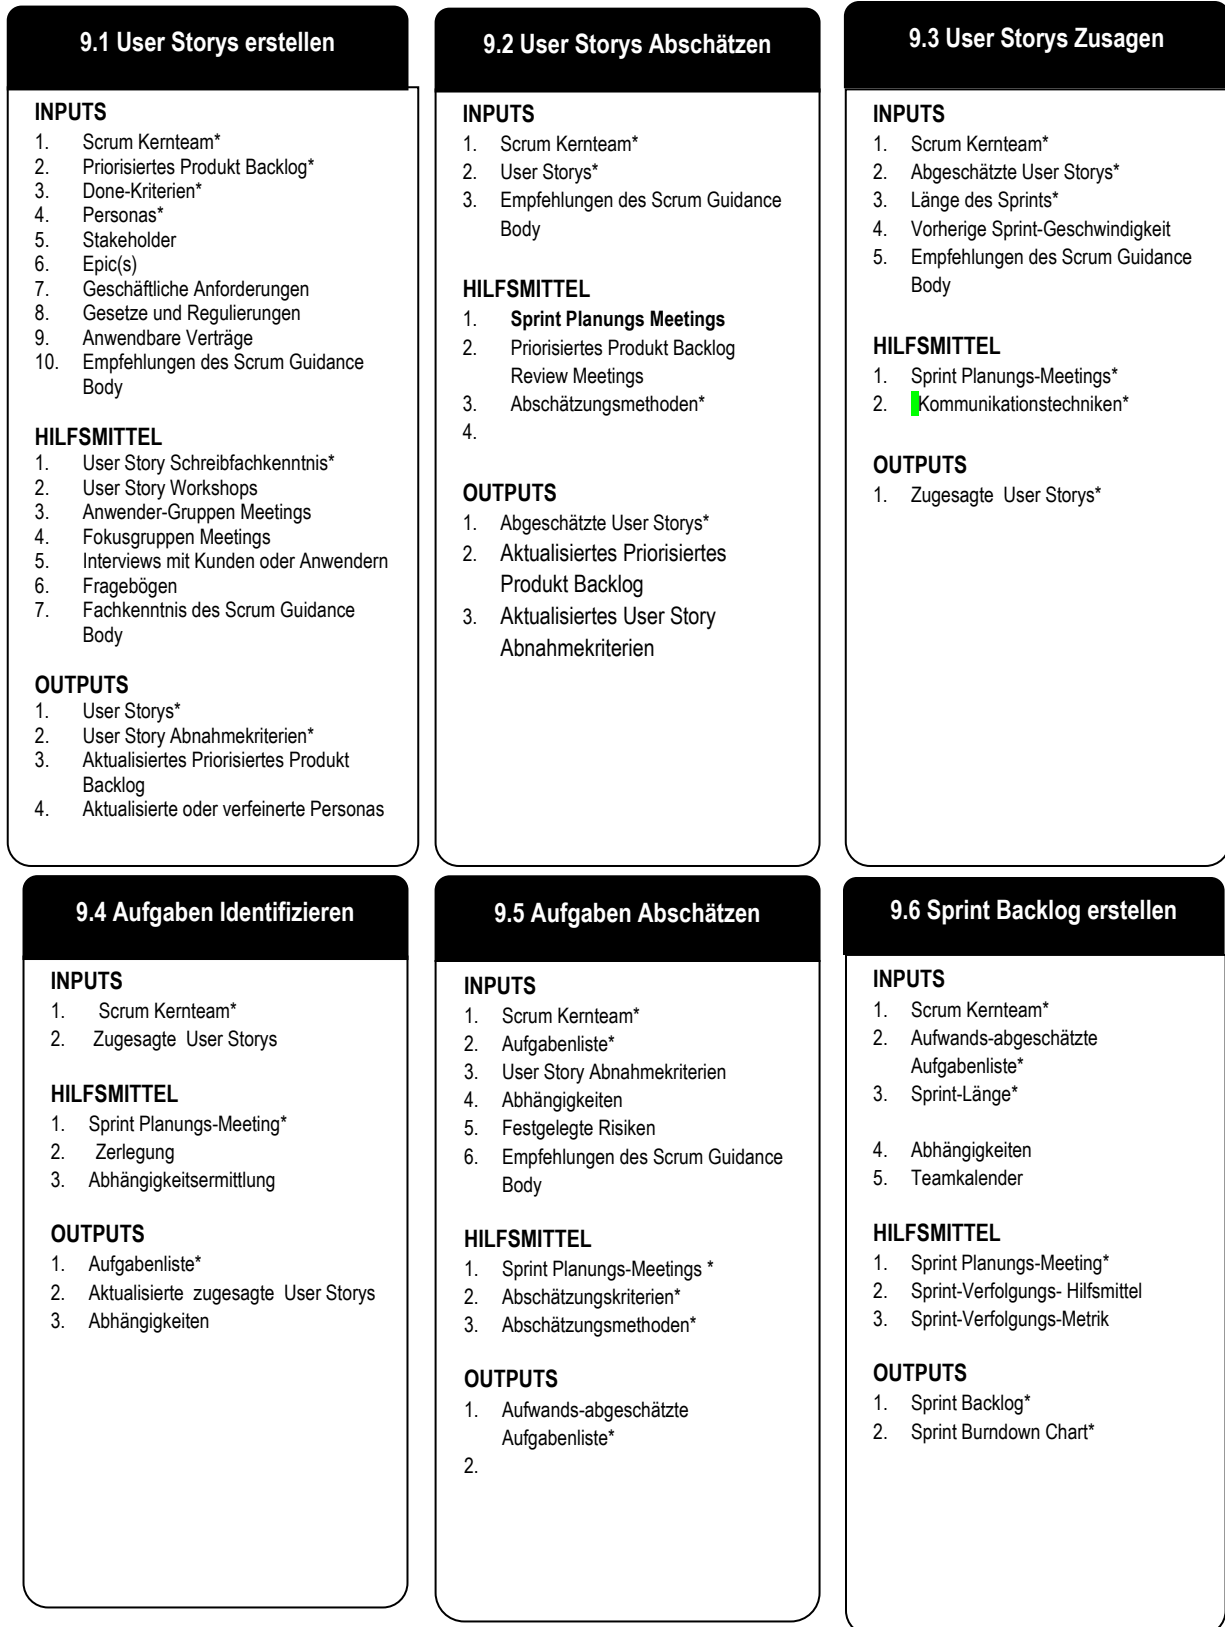 9.1 User Storys erstellen
INPUTS
1. Scrum Kernteam*
2. Priorisiertes Produkt Backlog*
3. Done-Kriterien*
4. Personas*
5. Stakeholder
6. Epic(s)
7. Geschäftliche Anforderungen
8. Gesetze und Regulierungen
9. Anwendbare Verträge
10. Empfehlungen des Scrum Guidance
Body
HILFSMITTEL
1. User Story Schreibfachkenntnis*
2. User Story Workshops
3. Anwender-Gruppen Meetings
4. Fokusgruppen Meetings
5. Interviews mit Kunden oder Anwendern
6. Fragebögen
7. Fachkenntnis des Scrum Guidance
Body
OUTPUTS
1. User Storys*
2. User Story Abnahmekriterien*
3. Aktualisiertes Priorisiertes Produkt
Backlog
4. Aktualisierte oder verfeinerte Personas
9.2 User Storys Abschätzen
INPUTS
1. Scrum Kernteam*
2. User Storys*
3. Empfehlungen des Scrum Guidance
Body
HILFSMITTEL
1. Sprint Planungs Meetings
2. Priorisiertes Produkt Backlog
Review Meetings
3. Abschätzungsmethoden*
4.
OUTPUTS
1. Abgeschätzte User Storys*
2. Aktualisiertes Priorisiertes
Produkt Backlog
3. Aktualisiertes User Story
Abnahmekriterien
9.3 User Storys Zusagen
INPUTS
1. Scrum Kernteam*
2. Abgeschätzte User Storys*
3. Länge des Sprints*
4. Vorherige Sprint-Geschwindigkeit
5. Empfehlungen des Scrum Guidance
Body
HILFSMITTEL
1. Sprint Planungs-Meetings*
2. Kommunikationstechniken*
OUTPUTS
1. Zugesagte User Storys*
9.4 Aufgaben Identifizieren
INPUTS
1. Scrum Kernteam*
2. Zugesagte User Storys
HILFSMITTEL
1. Sprint Planungs-Meeting*
2. Zerlegung
3. Abhängigkeitsermittlung
OUTPUTS
1. Aufgabenliste*
2. Aktualisierte zugesagte User Storys
3. Abhängigkeiten
9.5 Aufgaben Abschätzen
INPUTS
1. Scrum Kernteam*
2. Aufgabenliste*
3. User Story Abnahmekriterien
4. Abhängigkeiten
5. Festgelegte Risiken
6. Empfehlungen des Scrum Guidance
Body
HILFSMITTEL
1. Sprint Planungs-Meetings *
2. Abschätzungskriterien*
3. Abschätzungsmethoden*
OUTPUTS
1. Aufwands-abgeschätzte
Aufgabenliste*
2.
9.6 Sprint Backlog erstellen
INPUTS
1. Scrum Kernteam*
2. Aufwands-abgeschätzte
Aufgabenliste*
3. Sprint-Länge*
4. Abhängigkeiten
5. Teamkalender
HILFSMITTEL
1. Sprint Planungs-Meeting*
2. Sprint-Verfolgungs- Hilfsmittel
3. Sprint-Verfolgungs-Metrik
OUTPUTS
1. Sprint Backlog*
2. Sprint Burndown Chart*